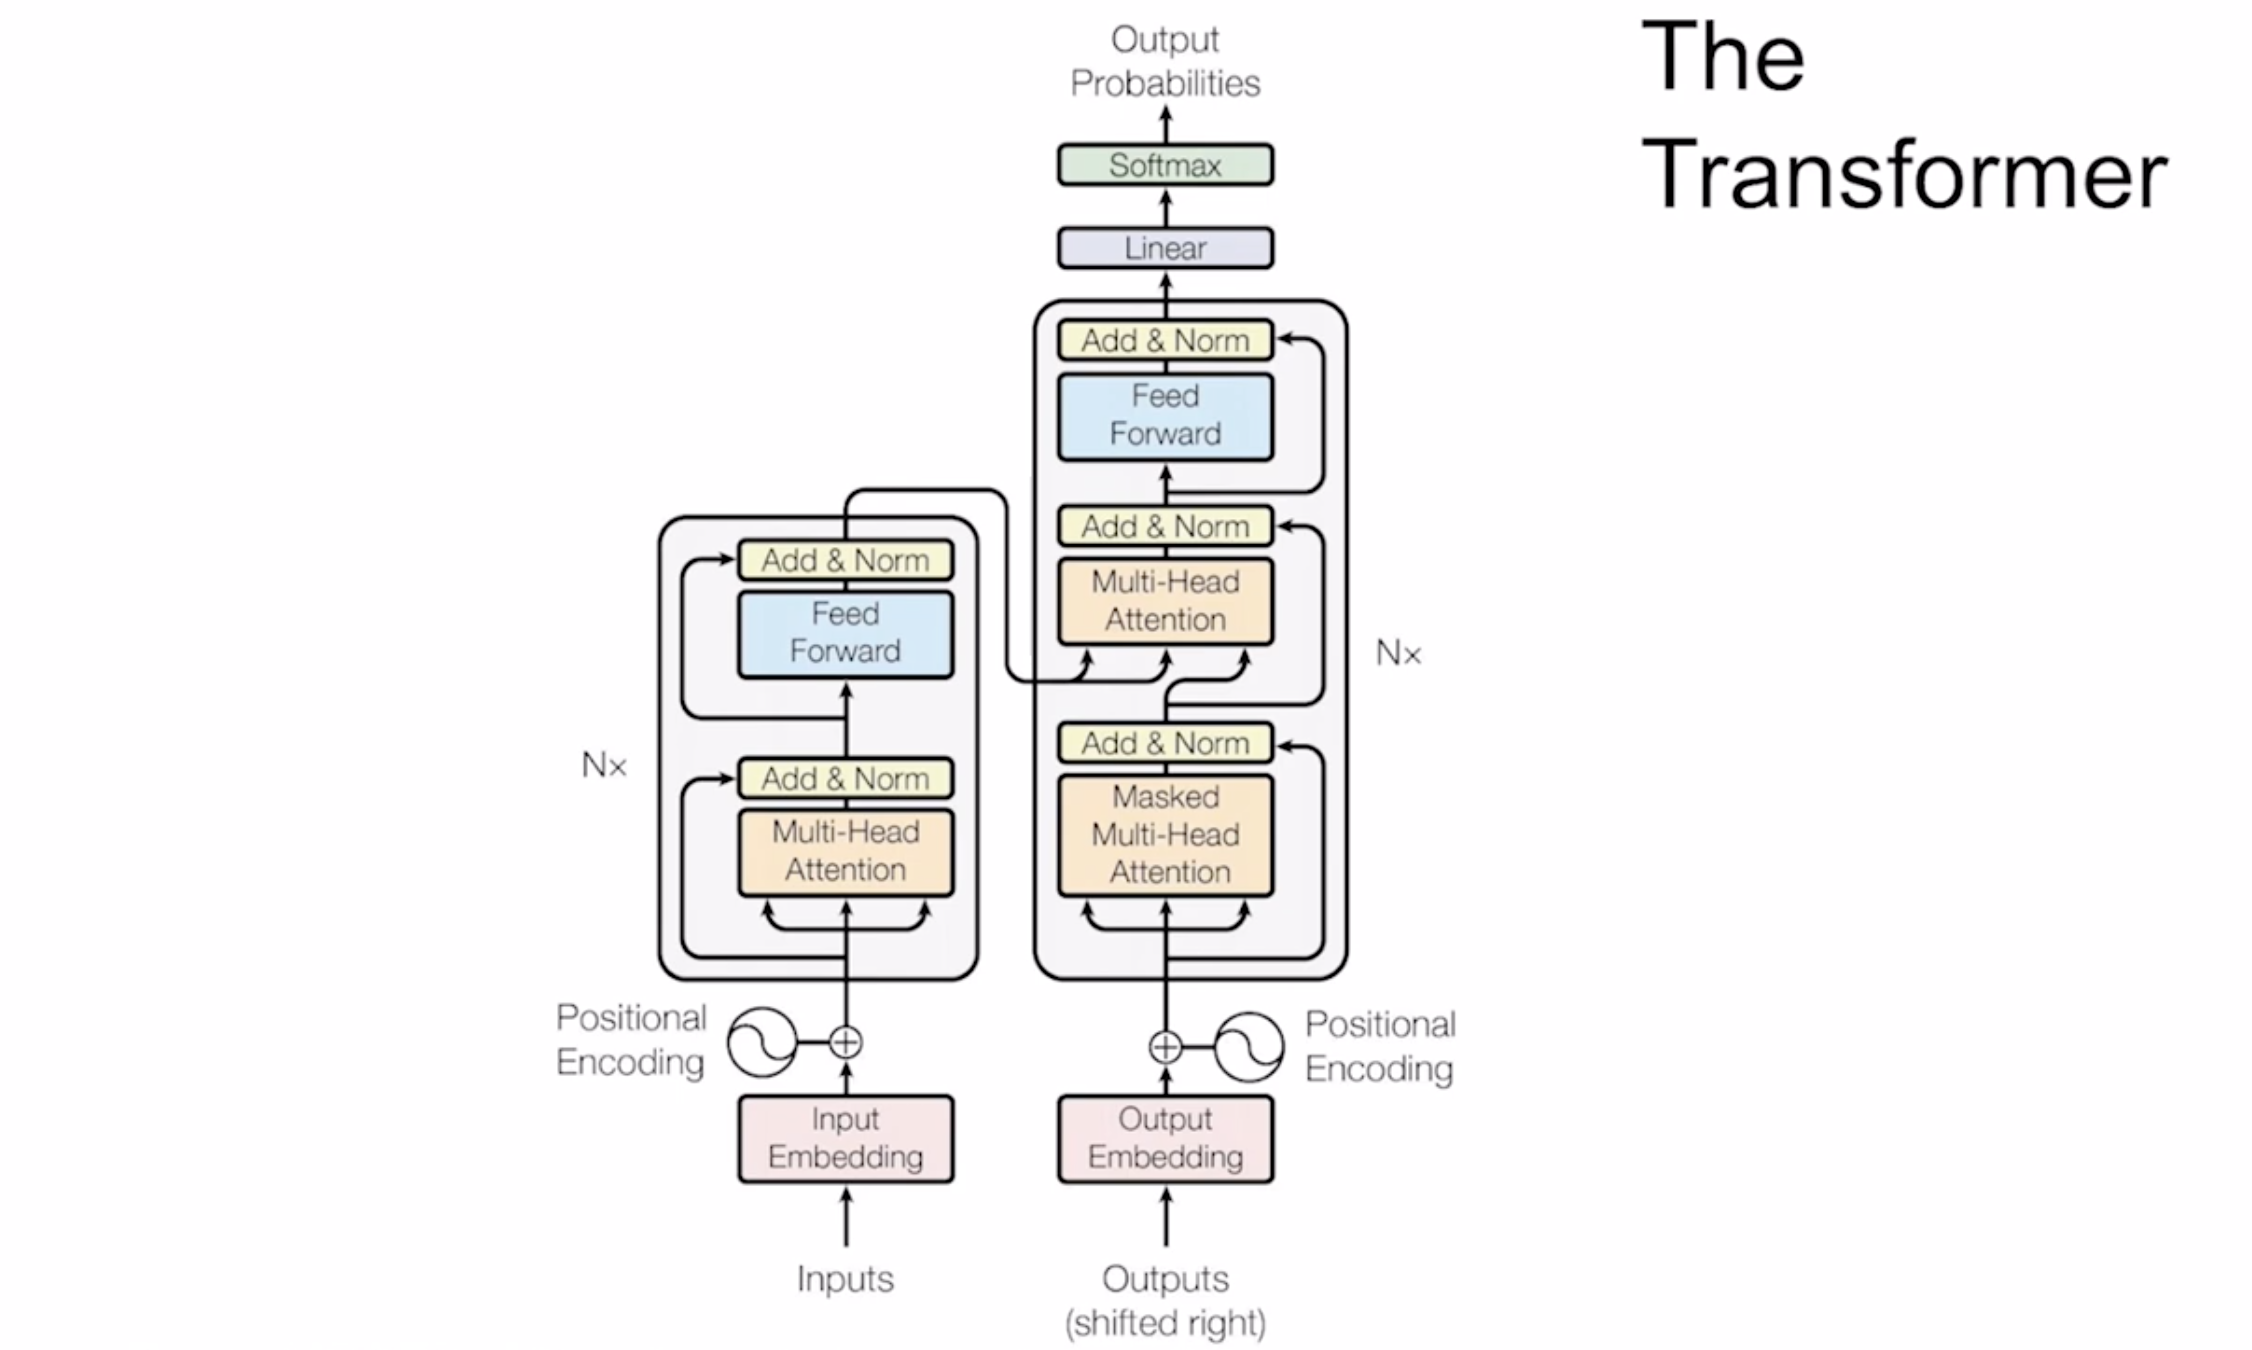 The
Transformer
Output
Probabilities
Softmax
Linear
Add & Norm
Feed
Forward
Add & Norm
Multi-Head
Attention
Nx
Add & Norm
Masked
Multi-Head
Attention
Positional
Encoding
Output
Embedding
Outputs
(shifted right)
Add & Norm
Feed
Forward
Nx
Add & Norm
Multi-Head
Attention
Positional
Encoding
Input
Embedding
Inputs